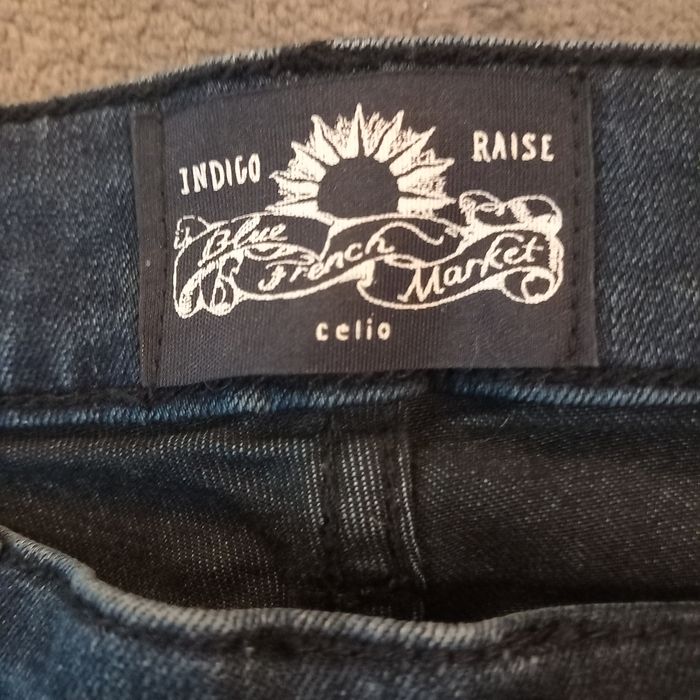 INDIGO RAISE
Blue French Market
celio